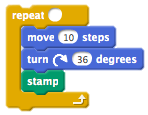 repeat
move 10 steps
turn 36 degrees
stamp